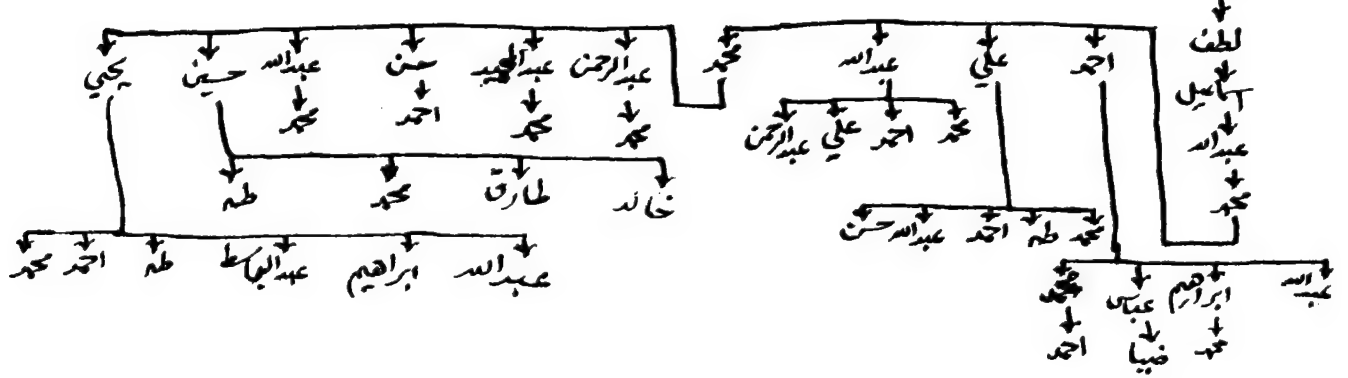 لطف
اسماعيل
عبدالله
محمد
احمد علي عبدالله محمد
عبدالرحمن عبدالمجيد حسن عبدالله حسين يحيي
محمد محمد احمد محمد
محمد احمد علي عبدالرحمن
خالد طارق محمد طه
محمد طه احمد عبدالله حسن
عبدالله ابراهيم عبدالباسط طه احمد محمد
عبدالله ابراهيم عباس محمد
محمد ضيا احمد